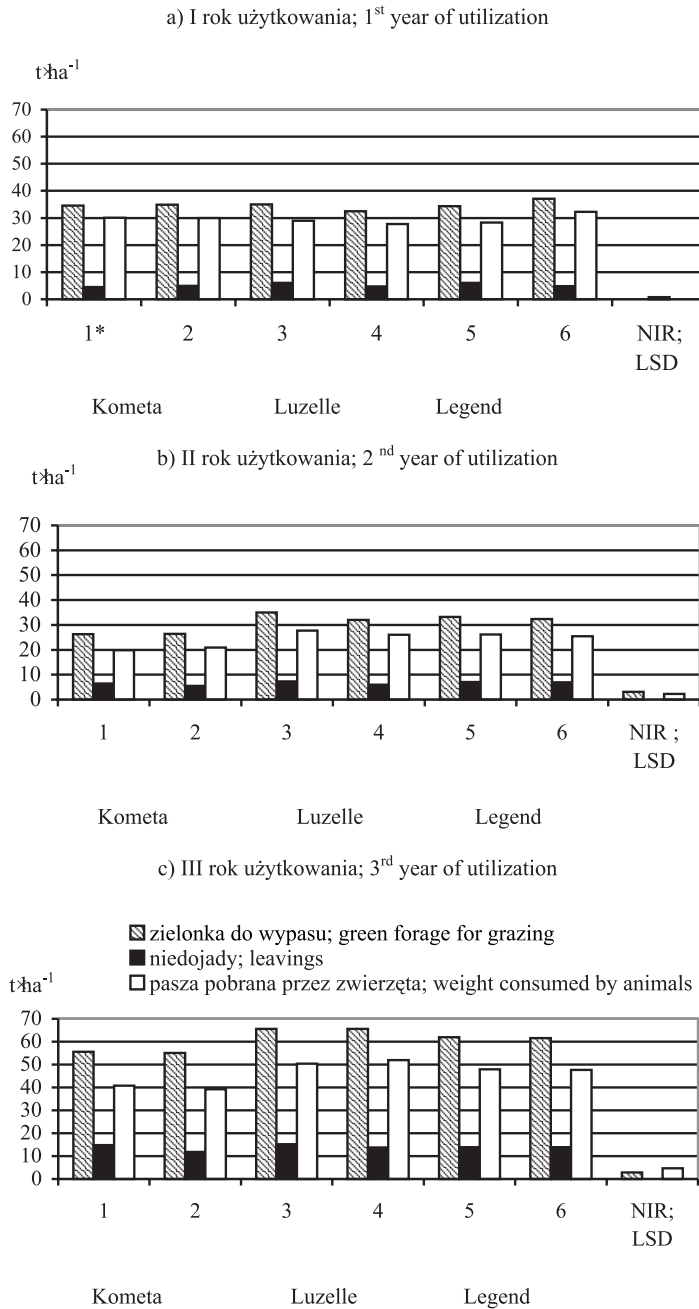 a) I rok użytkowania; 1st year of utilization
t×ha-1
70
60
50
40
30
20
10
0
1* 2 3 4 5 6 NIR;
LSD
Kometa Luzelle Legend
b) II rok użytkowania; 2 nd year of utilization
t×ha-1
70
60
50
40
30
20
10
0
1 2 3 4 5 6 NIR ;
LSD
Kometa Luzelle Legend
c) III rok użytkowania; 3rd year of utilization
zielonka do wypasu; green forage for grazing
niedojady; leavings
pasza pobrana przez zwierzęta; weight consumed by animals
t×ha-1
70
60
50
40
30
20
10
0
1 2 3 4 5 6 NIR;
LSD
Kometa Luzelle Legend